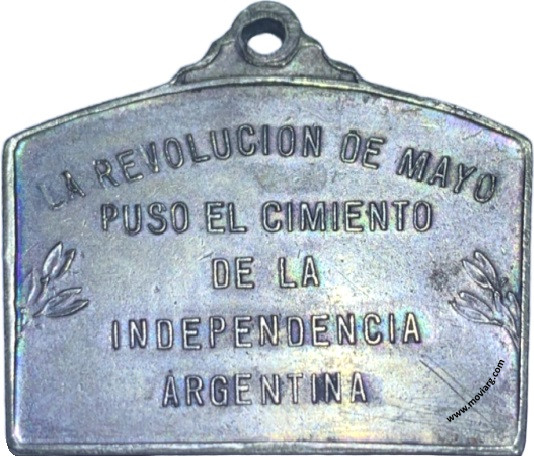 LA REVOLUCION DE MAYO
PUSO EL CIMIENTO
DE LA
INDEPENDENCIA
ARGENTINA
www.moviarg.com